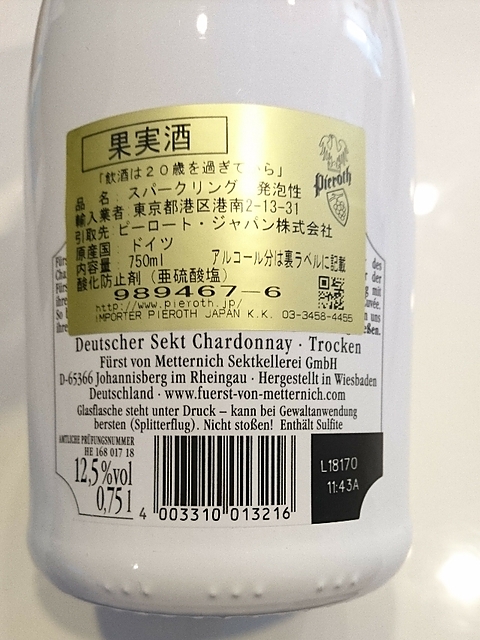 果実酒
「飲酒は20歳を過ぎてから」
Pieroth
品名:スパークリング 発泡性
輸入業者:東京都港区港南2-13-31
引取先:ピーロート・ジャパン株式会社
原産国:ドイツ
内容量:750ml アルコール分は裏ラベルに記載
酸化防止剤(亜硫酸塩)
989467-6
http://www.pieroth.jp/
IMPORTER PIEROTH JAPAN K.K. 03-3458-4455
Deutscher Sekt Chardonnay · Trocken
Fürst von Metternich Sektkellerei GmbH
D-65366 Johannisberg im Rheingau · Hergestellt in Wiesbaden
Deutschland · www.fuerst-von-metternich.com
Glasflasche steht unter Druck – kann bei Gewaltanwendung
bersten (Splitterflug). Nicht stoßen! Enthält Sulfite
AMTLICHE PRÜFUNGSNUMMER
HE 168 017 18
12,5 %vol
0,75 l
4 003310 013216
L18170
11:43A